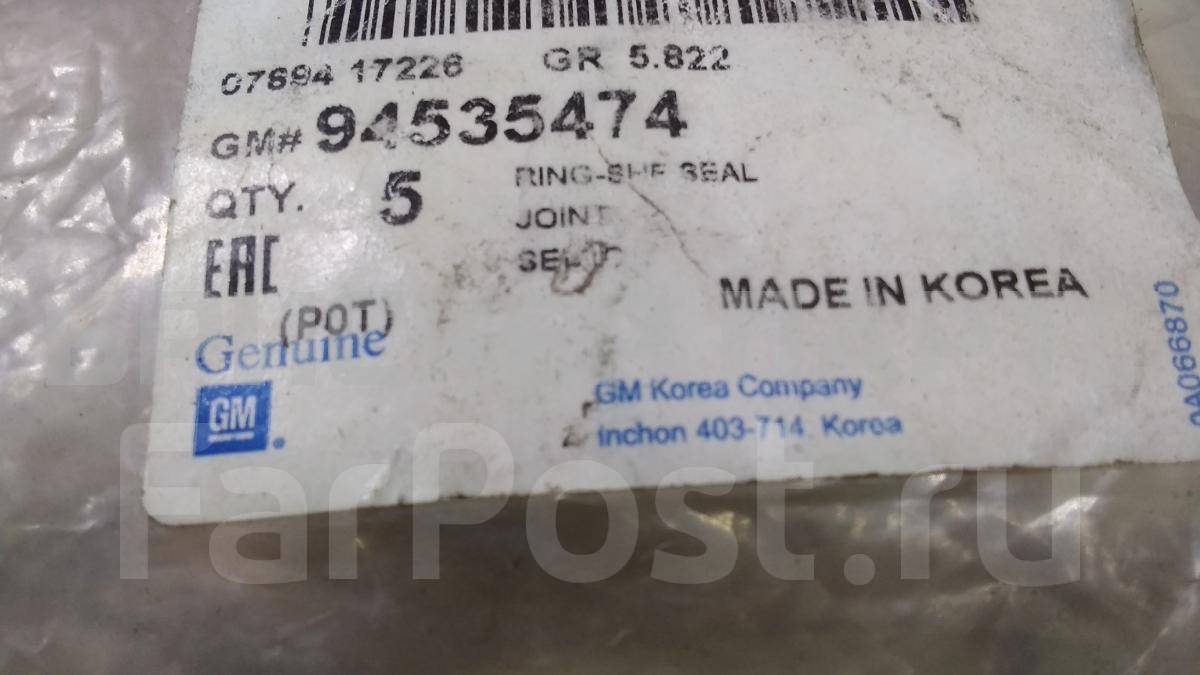 07694 17226 GR 5.822
GM# 94535474
QTY. 5 RING-SHF SEAL
JOINT
EAC
MADE IN KOREA
(POT)
Genuine
GM
GM Korea Company
Inchon 403-714, Korea
0A066870
FarPost.ru